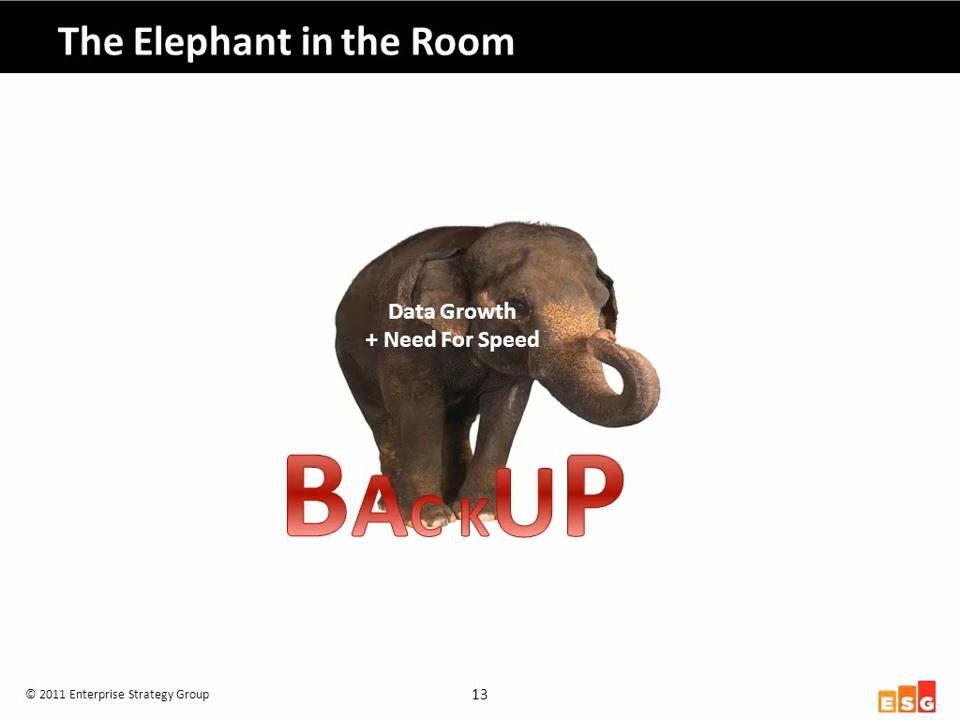 The Elephant in the Room
Data Growth
+ Need For Speed
BACKUP
© 2011 Enterprise Strategy Group
13
ESG